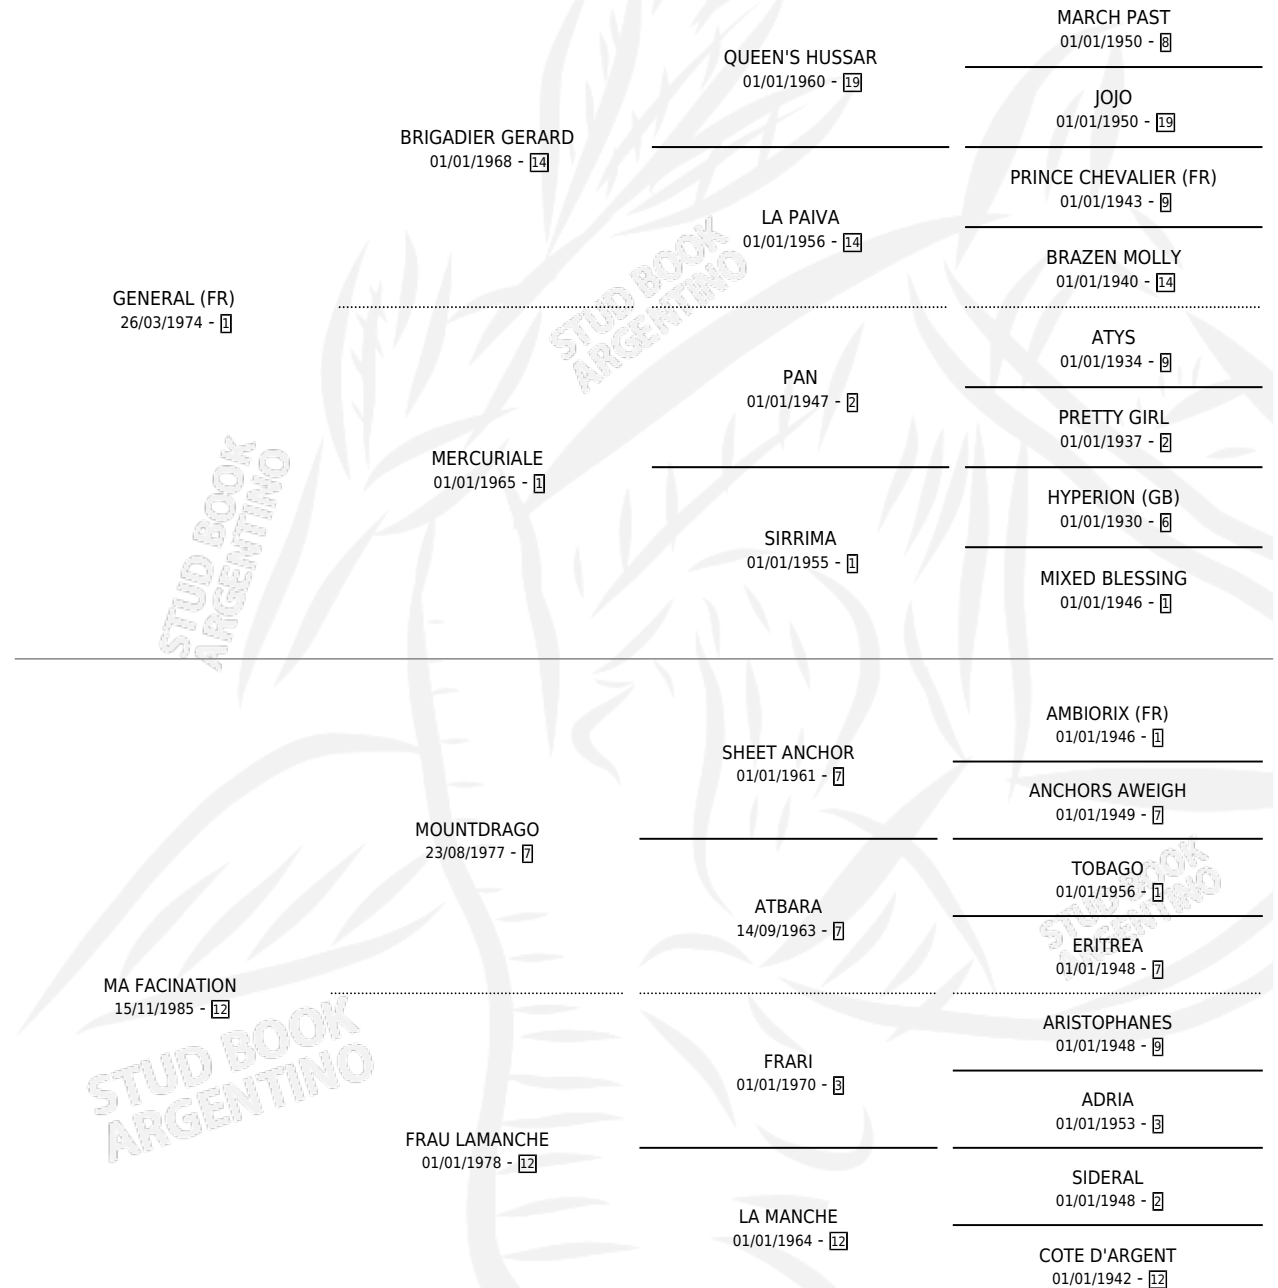 MARCH PAST
01/01/1950 - 8
QUEEN'S HUSSAR
01/01/1960 - 19
JOJO
01/01/1950 - 19
BRIGADIER GERARD
01/01/1968 - 14
PRINCE CHEVALIER (FR)
01/01/1943 - 9
LA PAIVA
01/01/1956 - 14
BRAZEN MOLLY
01/01/1940 - 14
GENERAL (FR)
26/03/1974 - 1
STUD BOOK
ARGENTINO
ATYS
01/01/1934 - 9
PAN
01/01/1947 - 2
PRETTY GIRL
01/01/1937 - 2
MERCURIALE
01/01/1965 - 1
HYPERION (GB)
01/01/1930 - 6
SIRRIMA
01/01/1955 - 1
MIXED BLESSING
01/01/1946 - 1
STUD BOOK
ARGENTINO
AMBIORIX (FR)
01/01/1946 - 1
SHEET ANCHOR
01/01/1961 - 7
ANCHORS AWEIGH
01/01/1949 - 7
MOUNTDRAGO
23/08/1977 - 7
TOBAGO
01/01/1956 - 1
ATBARA
14/09/1963 - 7
STUD BOOK
ARGENTINO
ERITREA
01/01/1948 - 7
MA FACINATION
15/11/1985 - 12
STUD BOOK
ARGENTINO
ARISTOPHANES
01/01/1948 - 9
FRARI
01/01/1970 - 3
ADRIA
01/01/1953 - 3
FRAU LAMANCHE
01/01/1978 - 12
SIDERAL
01/01/1948 - 2
LA MANCHE
01/01/1964 - 12
COTE D'ARGENT
01/01/1942 - 12